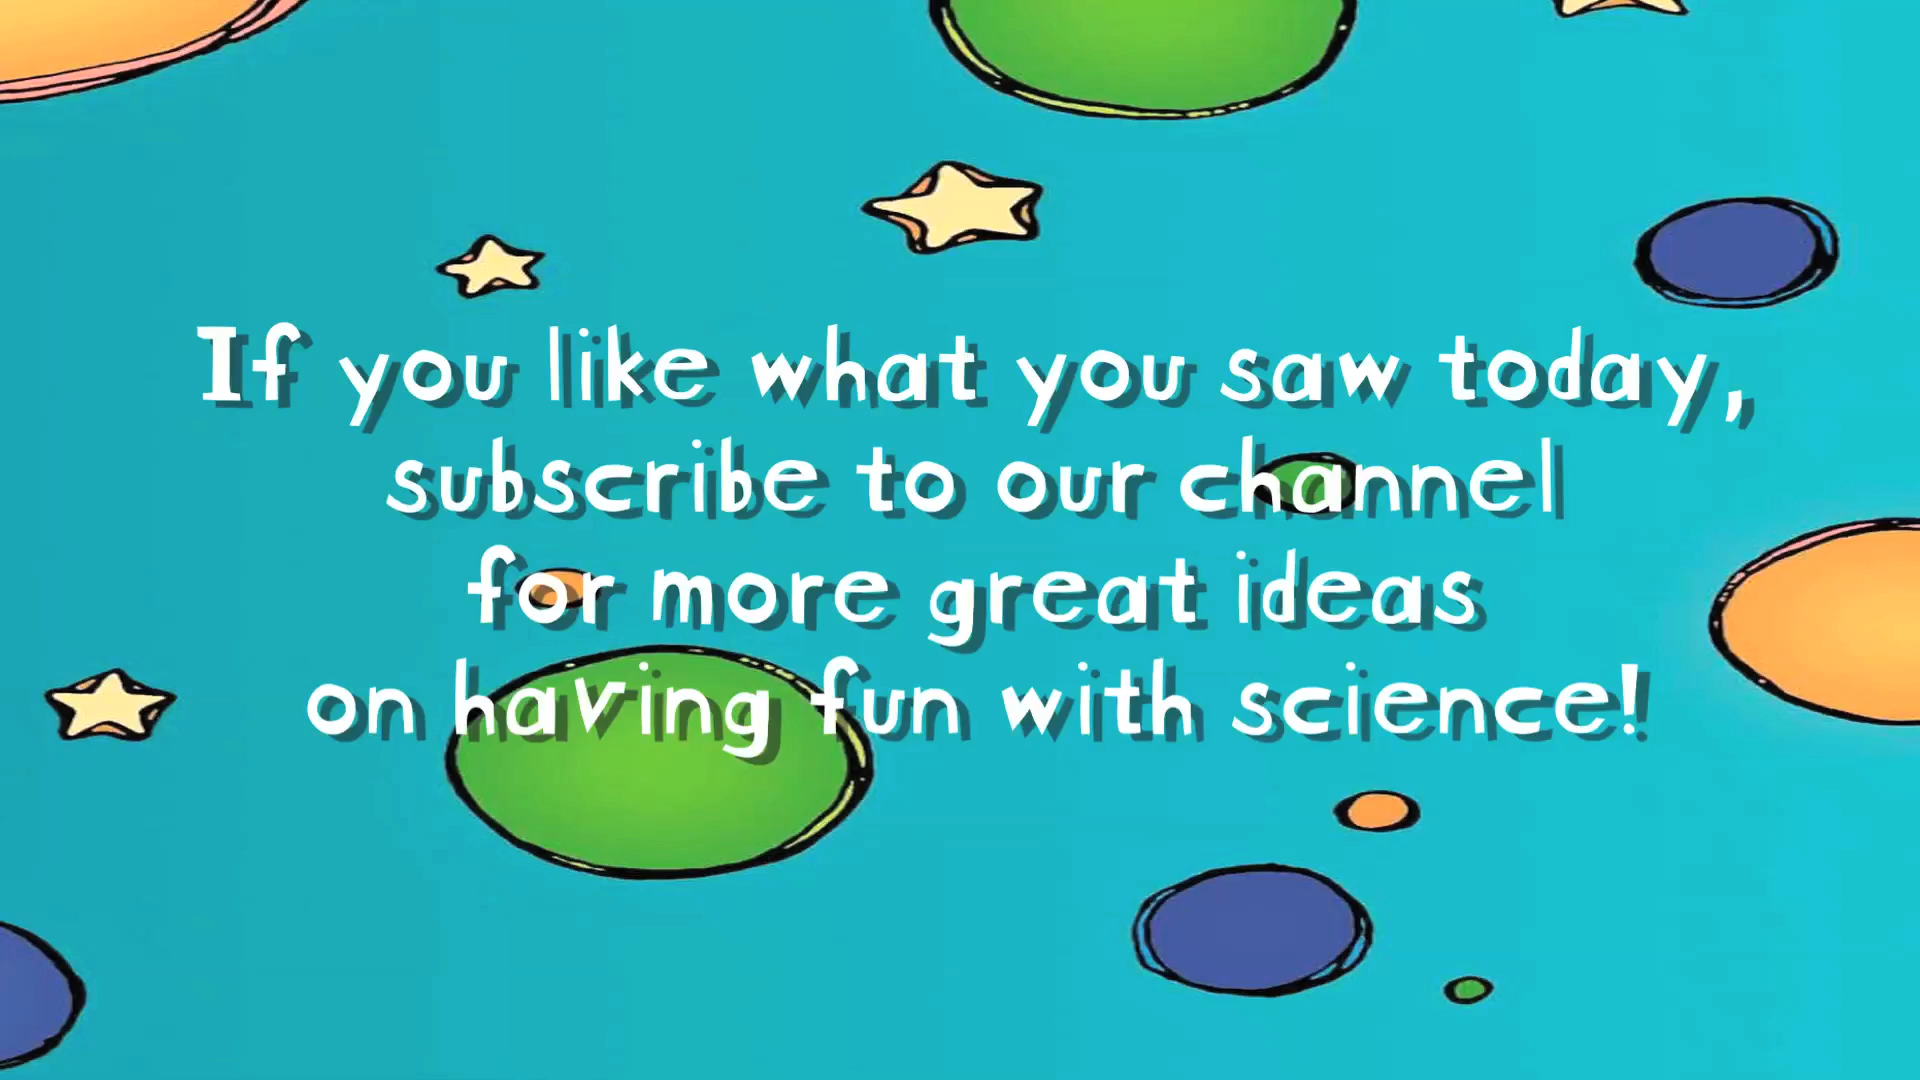 If you like what you saw today,
subscribe to our channel
for more great ideas
on having fun with science!